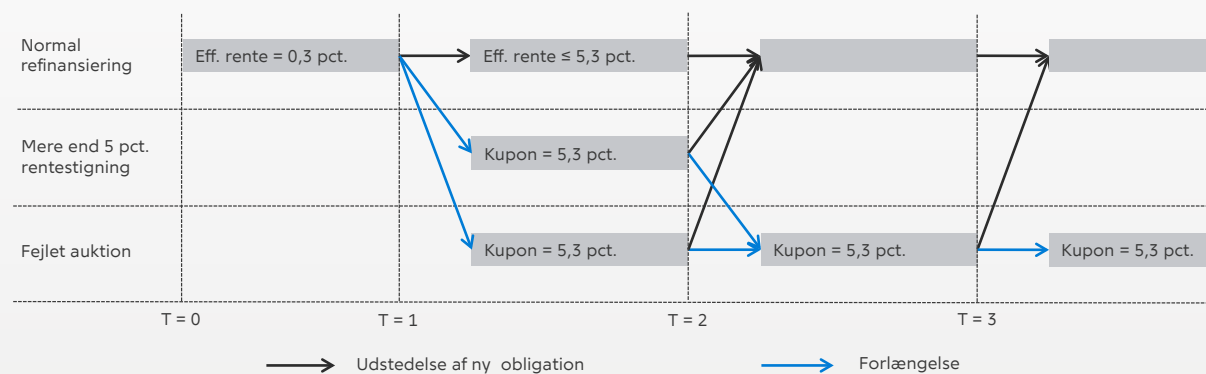 Normal
refinansiering
Eff. rente = 0,3 pct.
Eff. rente ≤ 5,3 pct.
Mere end 5 pct.
rentestigning
Kupon = 5,3 pct.
Fejlet auktion
Kupon = 5,3 pct.
Kupon = 5,3 pct.
Kupon = 5,3 pct.
T = 0
T = 1
T = 2
T = 3
Udstedelse af ny obligation
Forlængelse